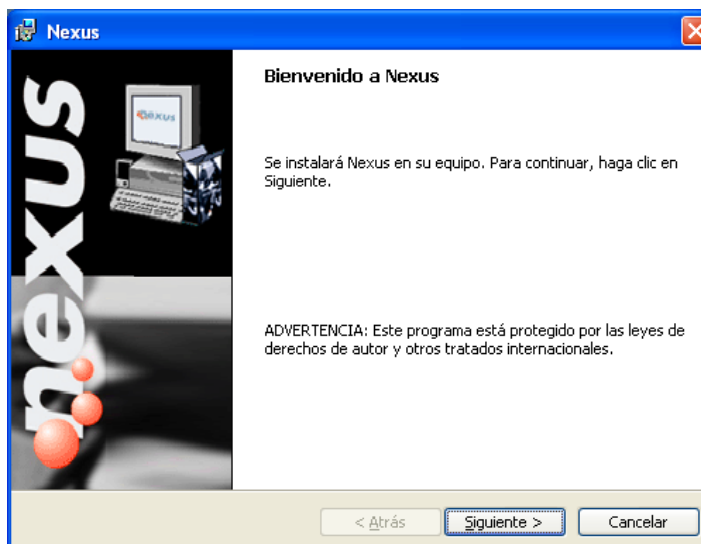 Nexus
Bienvenido a Nexus
nexus
nexus
Se instalará Nexus en su equipo. Para continuar, haga clic en
Siguiente.
ADVERTENCIA: Este programa está protegido por las leyes de
derechos de autor y otros tratados internacionales.
< Atrás
Siguiente >
Cancelar